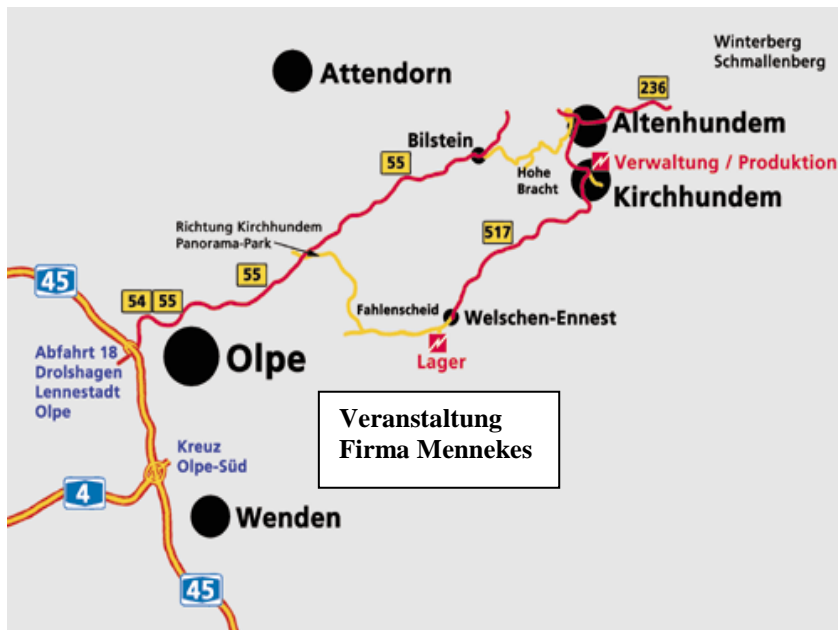 Winterberg
Schmallenberg
Attendorn
236
Altenhundem
Bilstein
55
Hohe
Bracht
Verwaltung / Produktion
Kirchhundem
Richtung Kirchhundem
Panorama-Park
517
45
55
54
55
Fahlenscheid
Welschen-Ennest
Abfahrt 18
Drolshagen
Lennestadt
Olpe
Olpe
Lager
Veranstaltung
Firma Mennekes
Kreuz
Olpe-Süd
4
Wenden
45